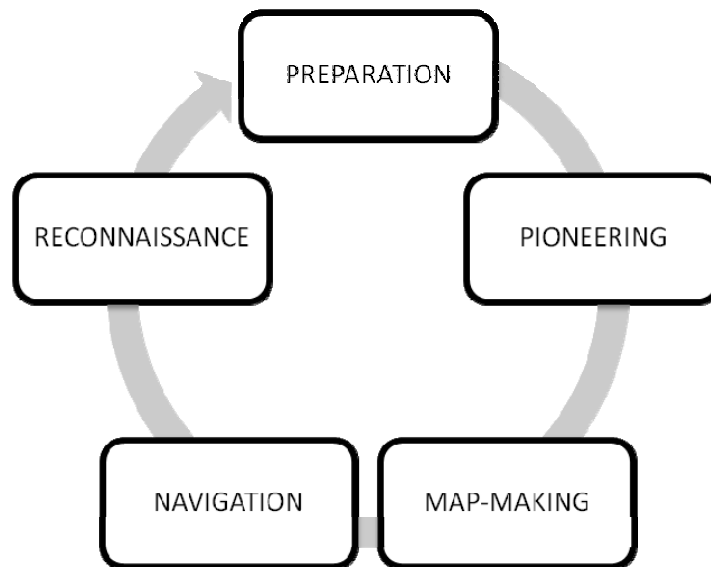 PREPARATION
PIONEERING
MAP-MAKING
NAVIGATION
RECONNAISSANCE